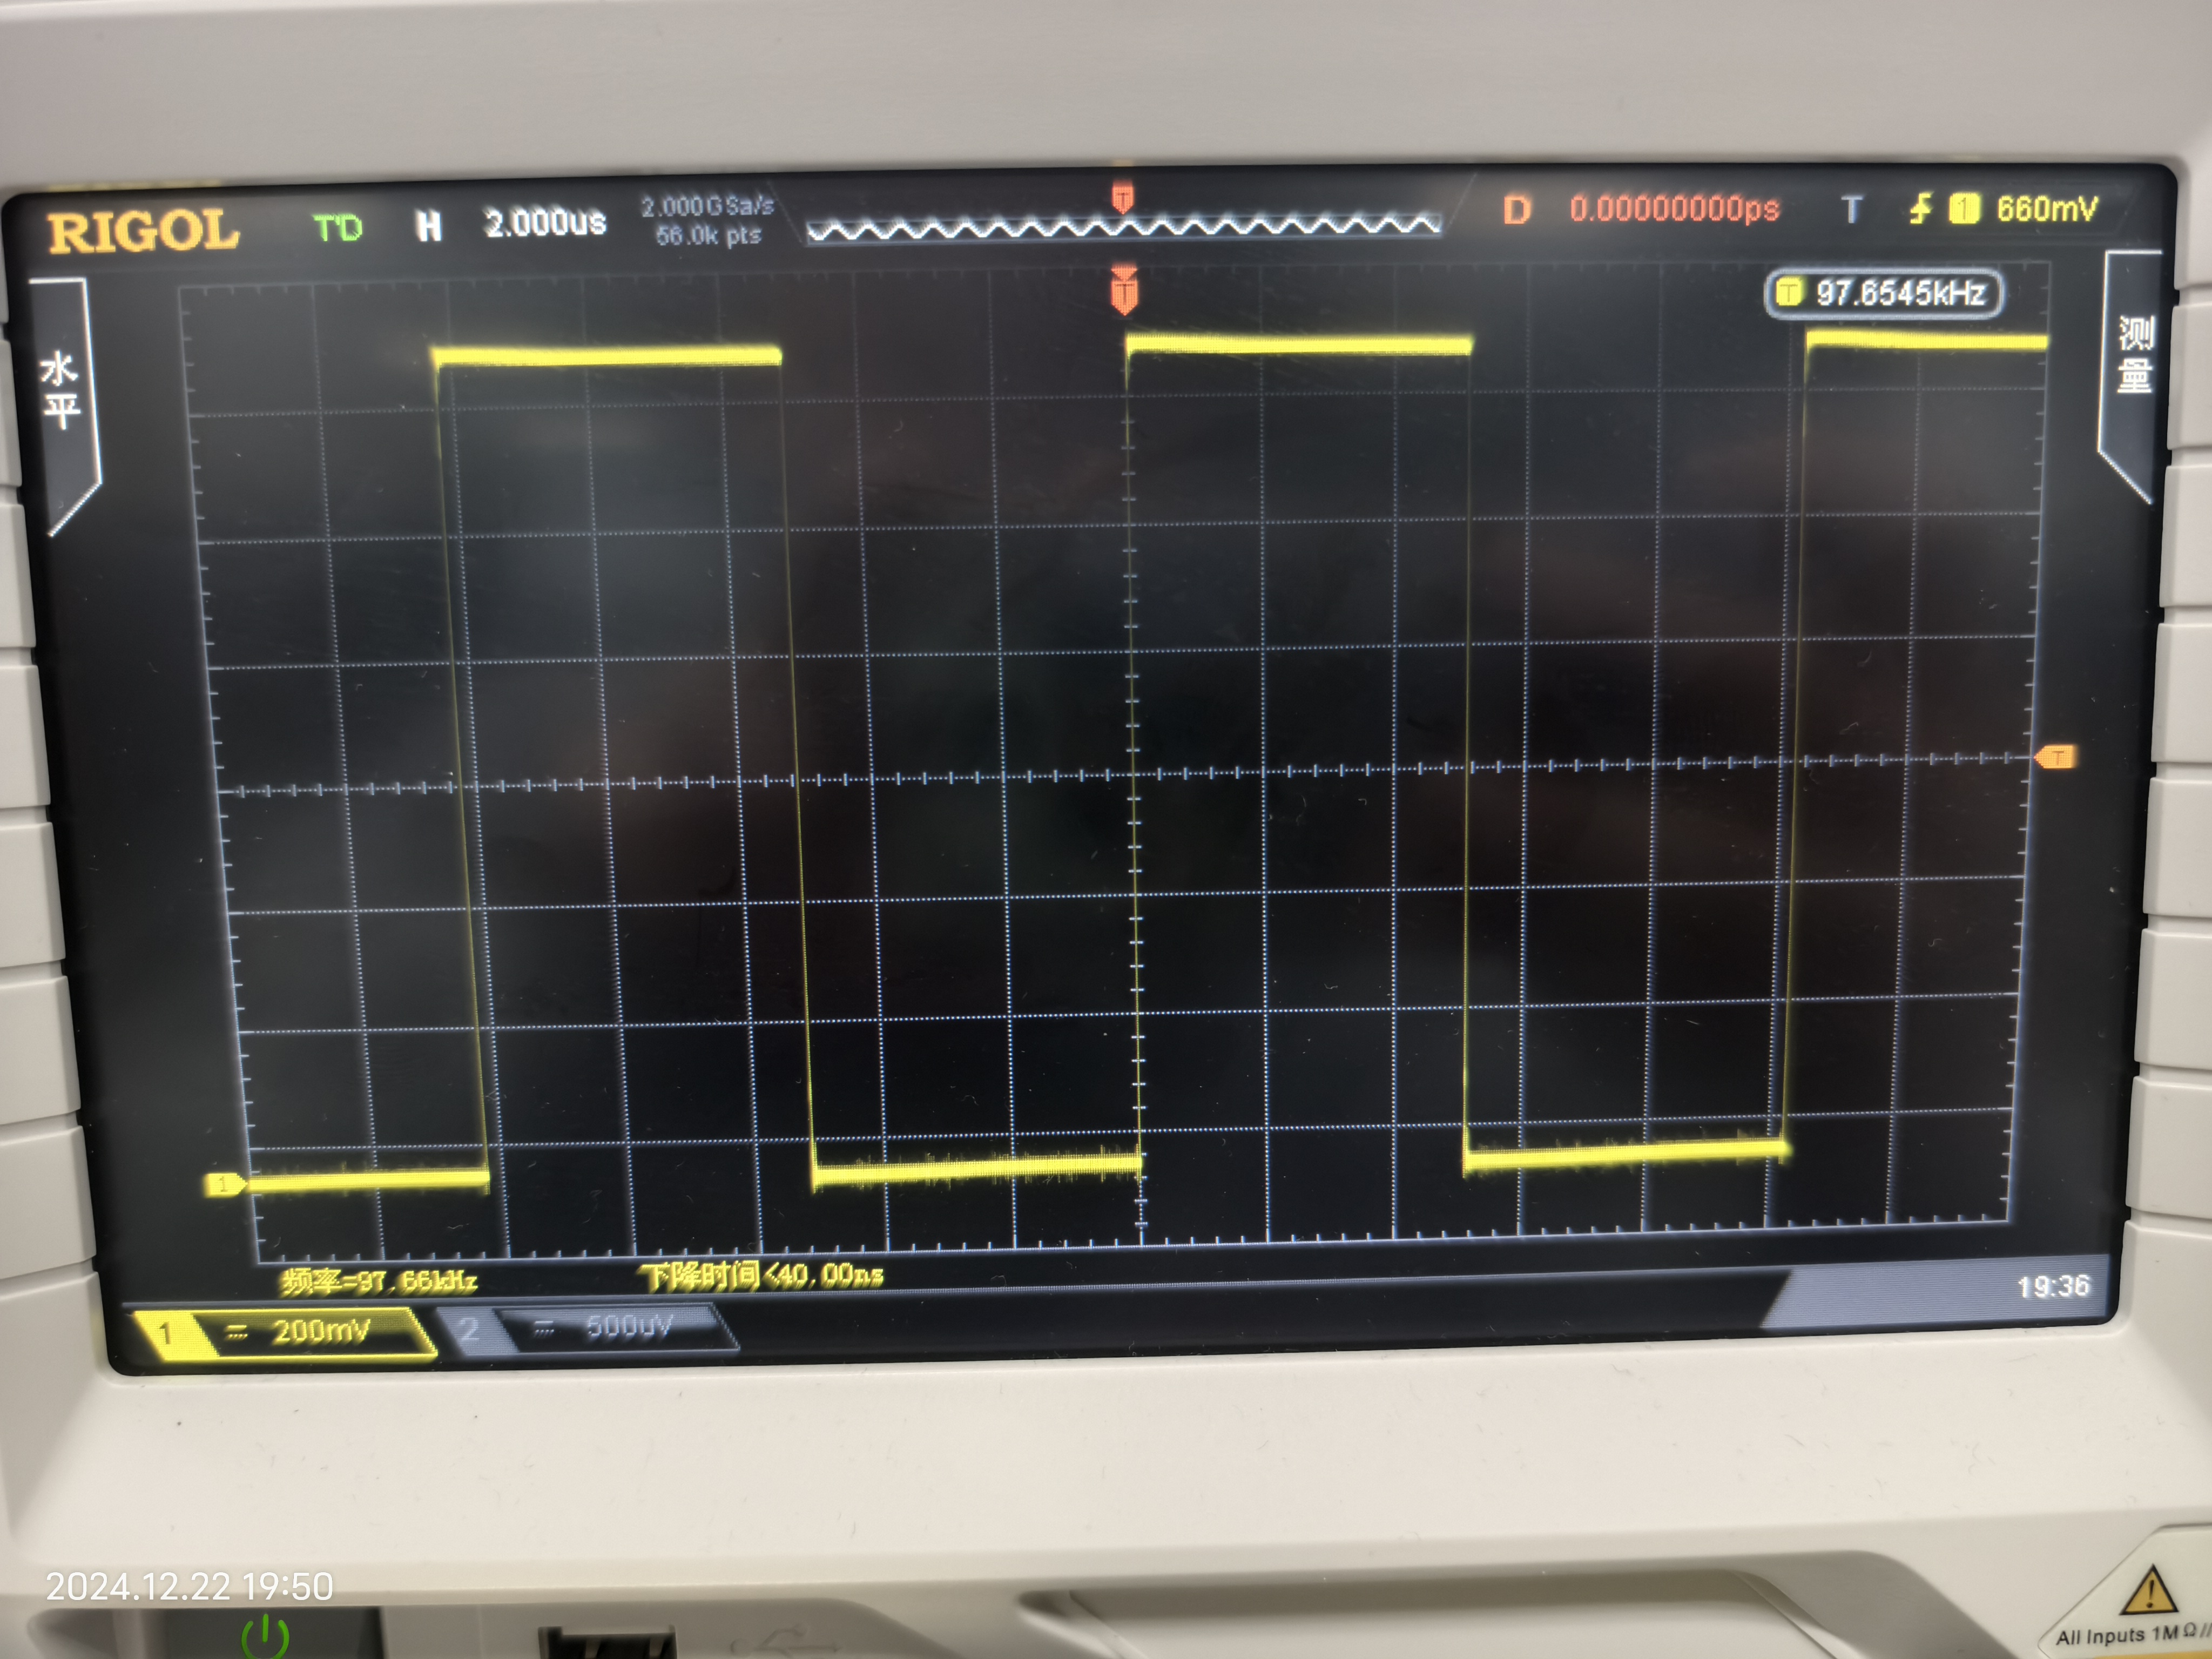 RIGOL T'D H 2.000us 2.000GSa/s D 0.00000000ps T 1 660mV
56.0k pts
T
T
T 97.6545kHz
水平
测量
T
1
频率=97.66kHz 下降时间<40.00ns
19:36
1 200mV 2 500uV
2024.12.22 19:50
All Inputs 1MΩ//